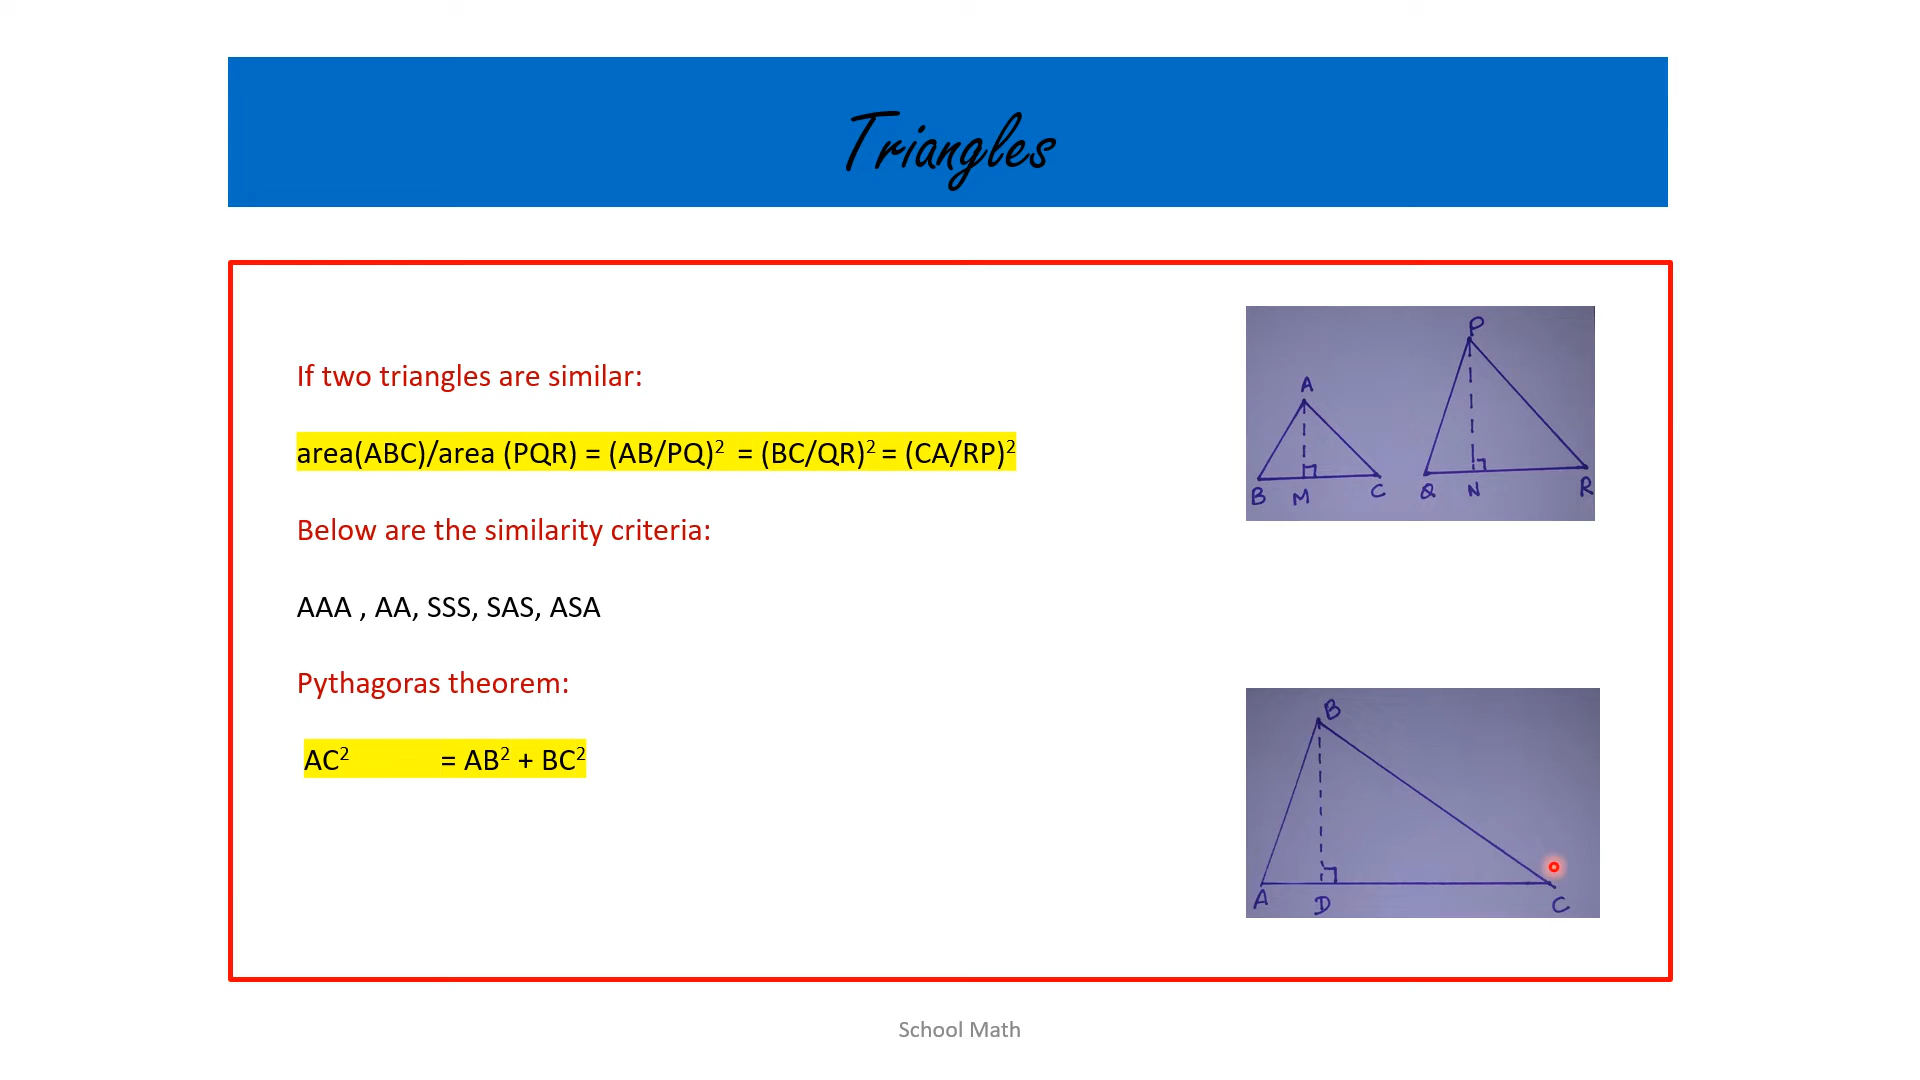 Triangles
If two triangles are similar:
area(ABC)/area (PQR) = (AB/PQ)² = (BC/QR)² = (CA/RP)²
Below are the similarity criteria:
AAA , AA, SSS, SAS, ASA
Pythagoras theorem:
AC² = AB² + BC²
P
A
B M C Q N R
B
A D C
School Math